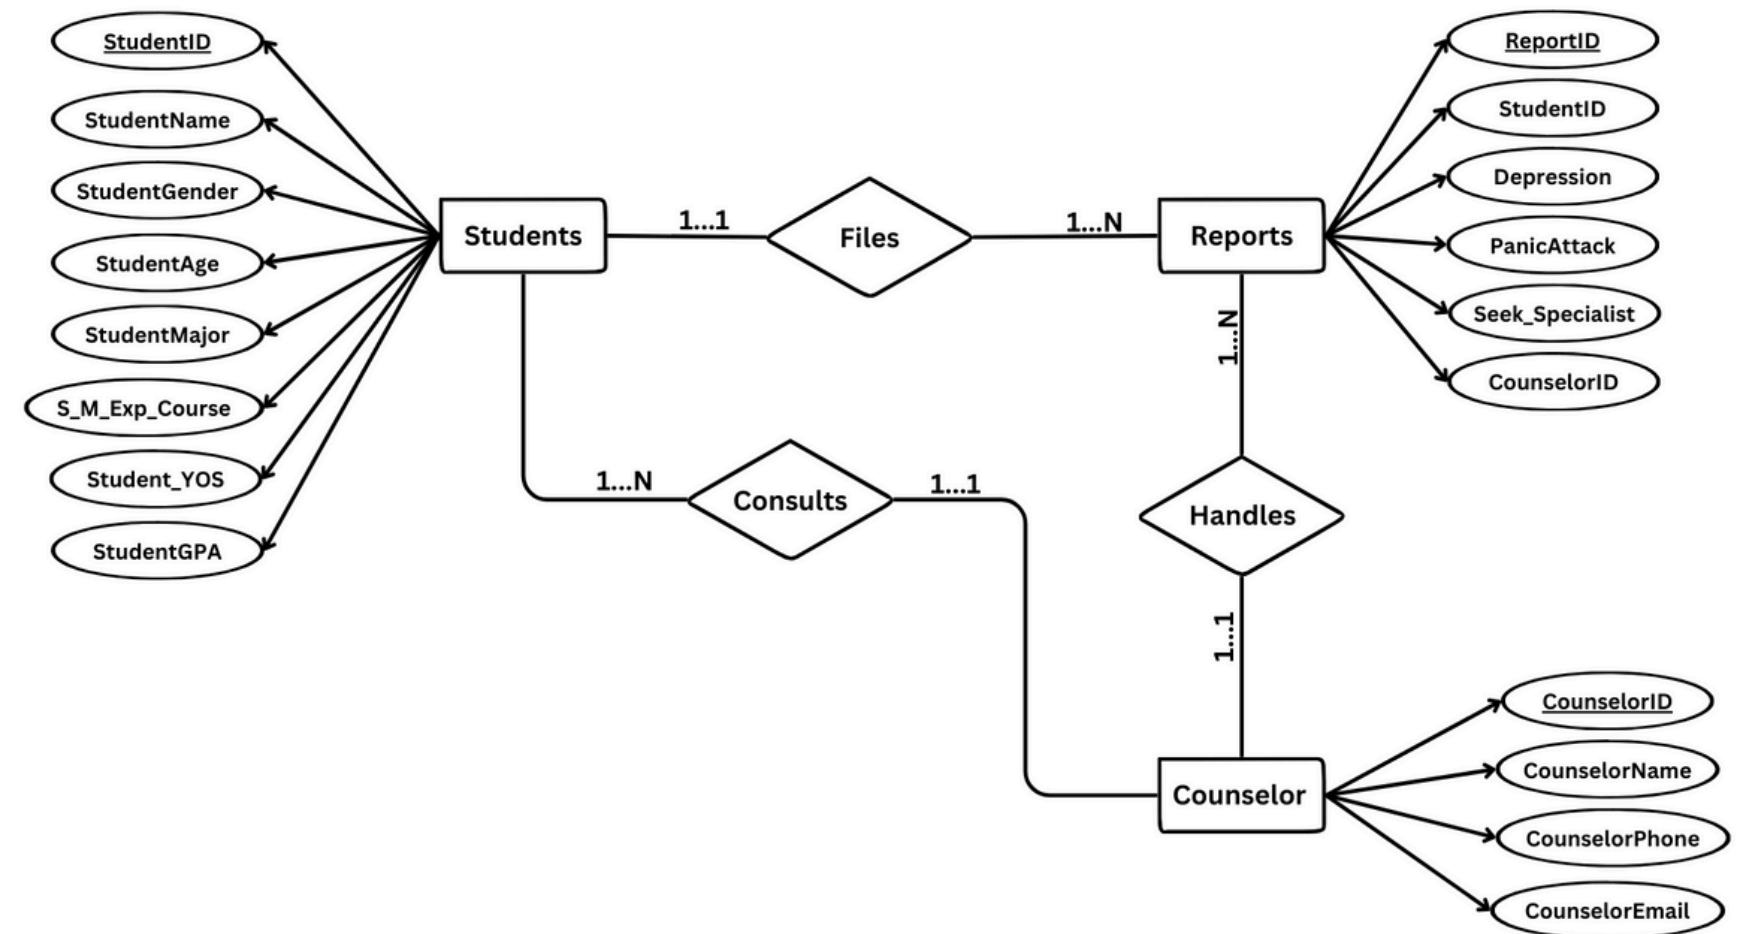 StudentID
StudentName
StudentGender
StudentAge
StudentMajor
S_M_Exp_Course
Student_YOS
StudentGPA
Students
1...1
Files
1...N
Reports
ReportID
StudentID
Depression
PanicAttack
Seek_Specialist
CounselorID
1...N
Consults
1...1
1...N
Handles
1...1
Counselor
CounselorID
CounselorName
CounselorPhone
CounselorEmail